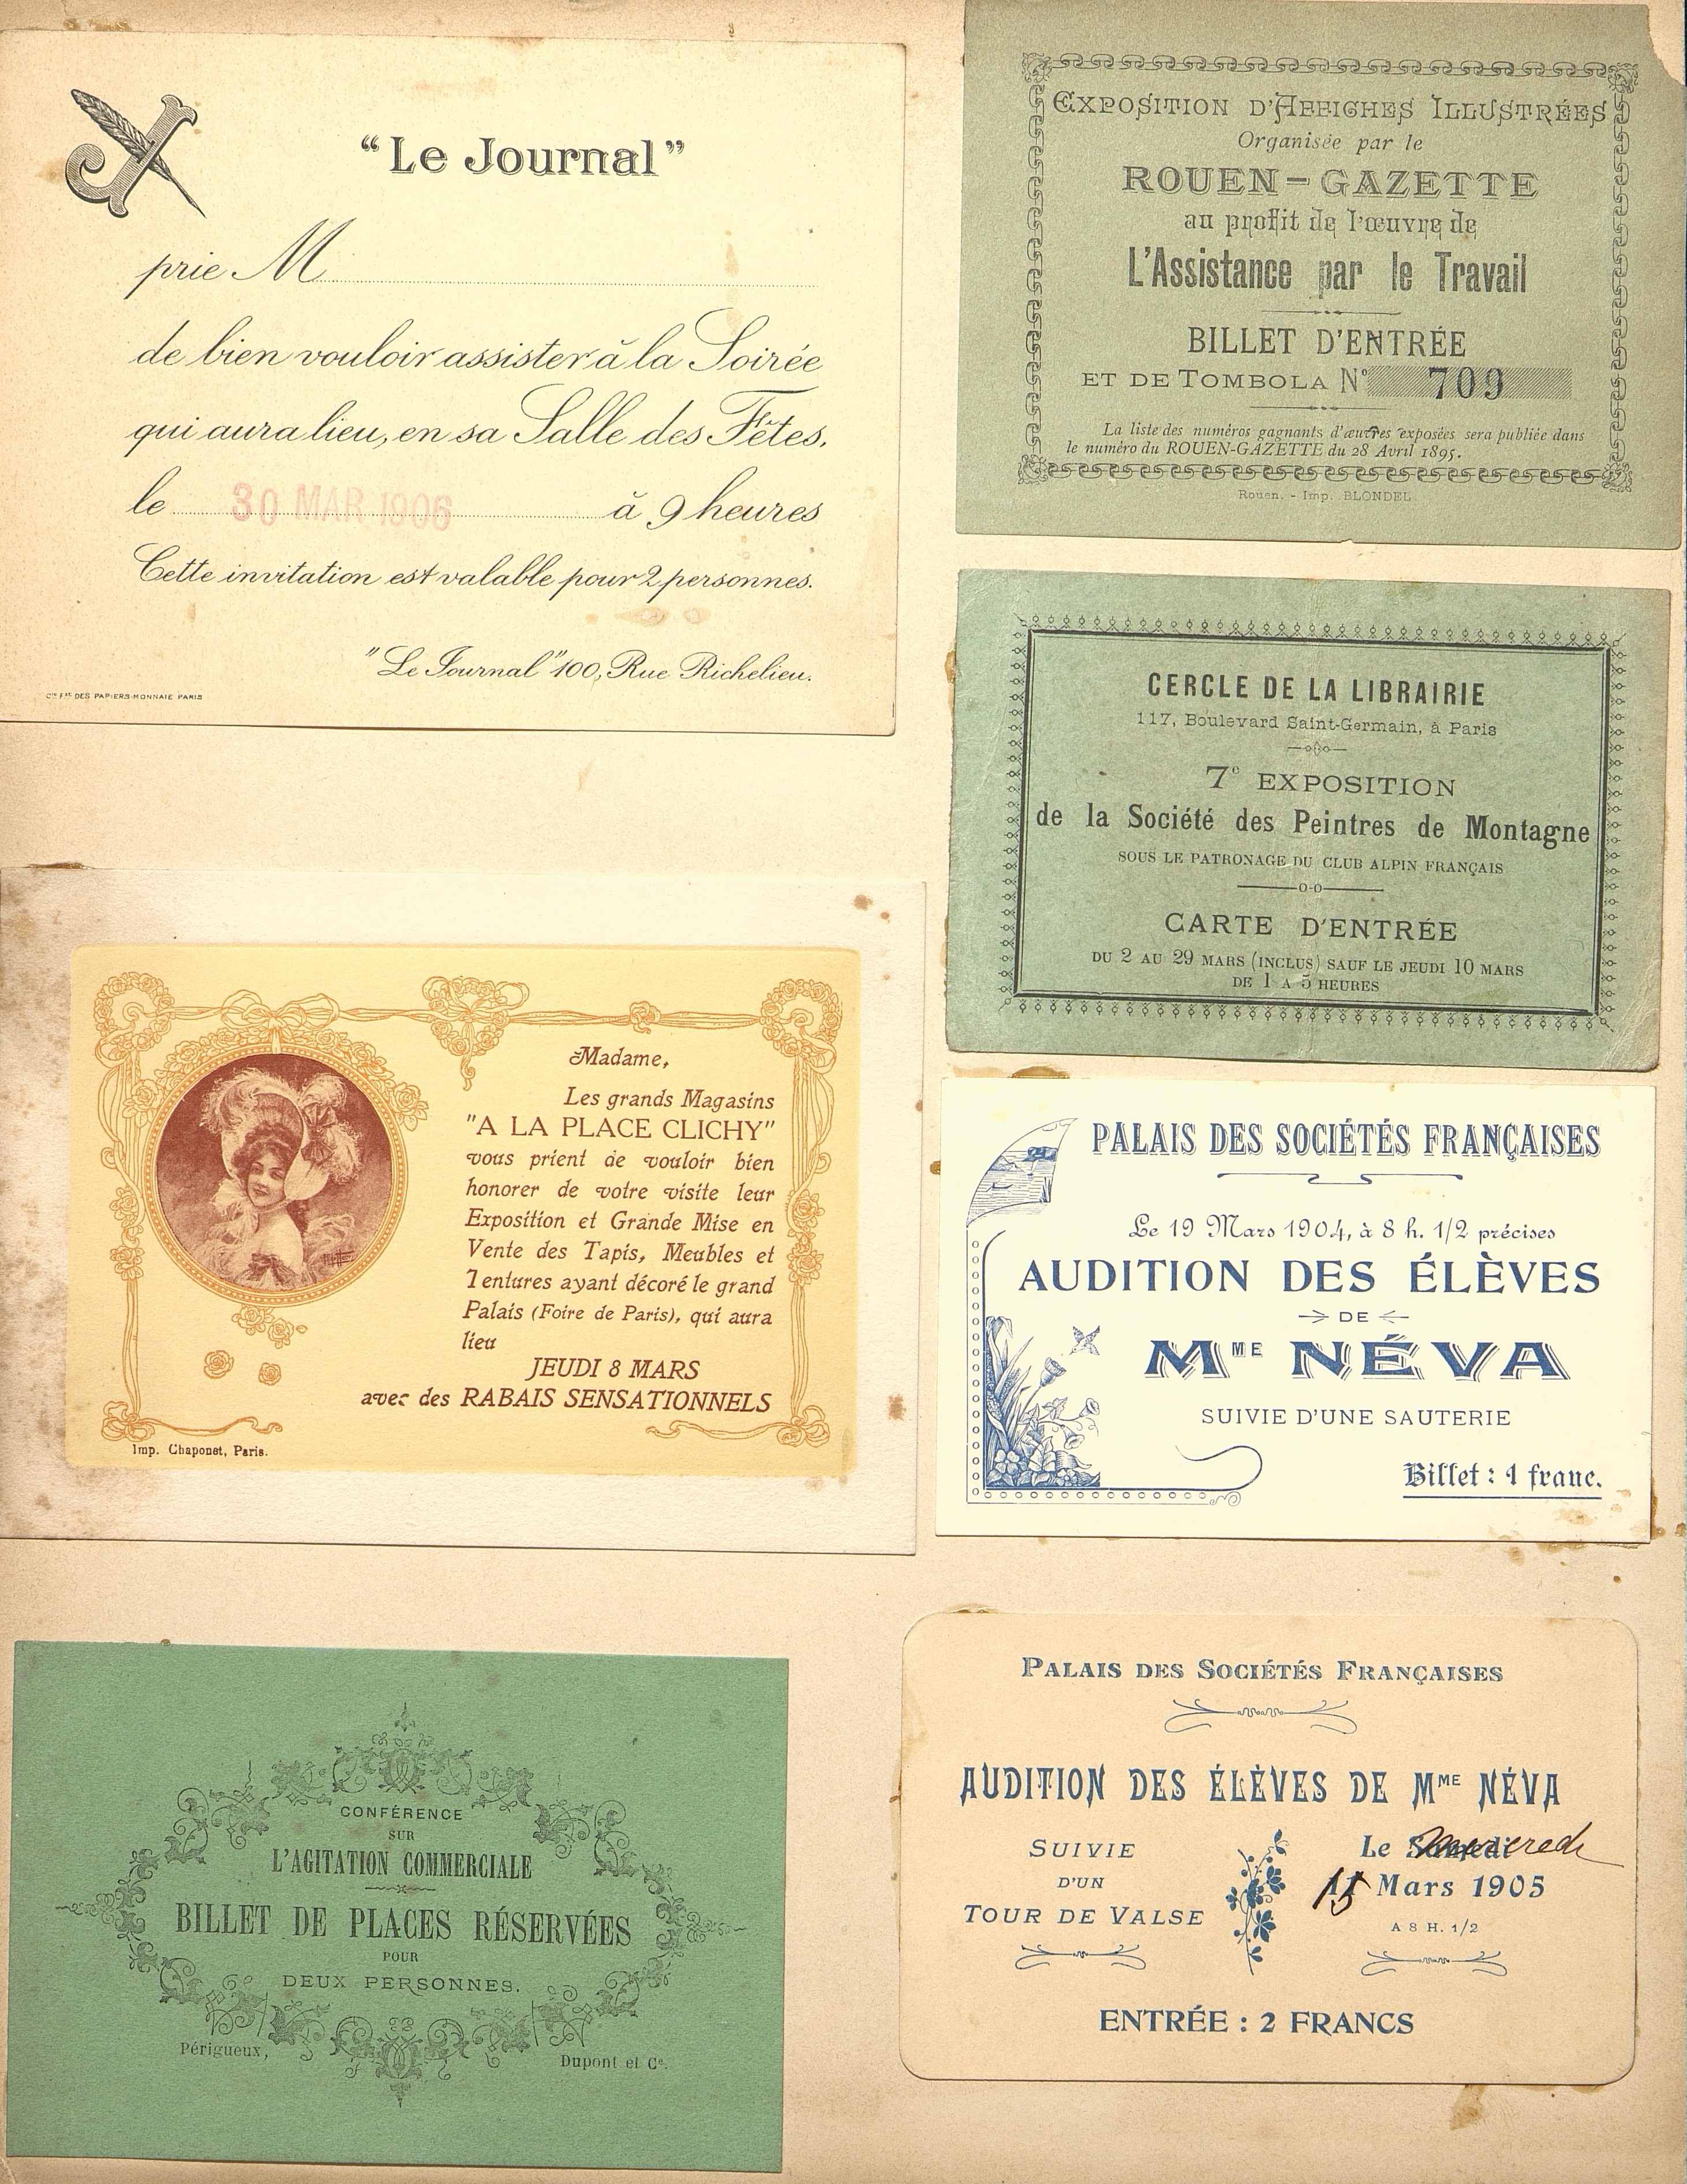 "Le Journal"
prie M
de bien vouloir assister à la Soirée
qui aura lieu, en sa Salle des Fêtes,
le 30 MAR 1906 à 9 heures
Cette invitation est valable pour 2 personnes.
"Le Journal" 100, Rue Richelieu.
Cie Fse DES PAPIERS-MONNAIE PARIS
EXPOSITION D'AFFICHES ILLUSTRÉES
Organisée par le
ROUEN-GAZETTE
au profit de l'œuvre de
L'Assistance par le Travail
BILLET D'ENTRÉE
ET DE TOMBOLA No 709
La liste des numéros gagnants d'œuvres exposées sera publiée dans
le numéro du ROUEN-GAZETTE du 28 Avril 1895.
Rouen. - Imp. BLONDEL
CERCLE DE LA LIBRAIRIE
117, Boulevard Saint-Germain, à Paris
7e EXPOSITION
de la Société des Peintres de Montagne
SOUS LE PATRONAGE DU CLUB ALPIN FRANÇAIS
CARTE D'ENTRÉE
DU 2 AU 29 MARS (INCLUS) SAUF LE JEUDI 10 MARS
DE 1 A 5 HEURES
Madame,
Les grands Magasins
"A LA PLACE CLICHY"
vous prient de vouloir bien
honorer de votre visite leur
Exposition et Grande Mise en
Vente des Tapis, Meubles et
Tentures ayant décoré le grand
Palais (Foire de Paris), qui aura
lieu
JEUDI 8 MARS
avec des RABAIS SENSATIONNELS
Imp. Chaponet, Paris.
PALAIS DES SOCIÉTÉS FRANÇAISES
Le 19 Mars 1904, à 8 h. 1/2 précises
AUDITION DES ÉLÈVES
DE
MME NÉVA
SUIVIE D'UNE SAUTERIE
Billet : 1 franc.
CONFÉRENCE
SUR
L'AGITATION COMMERCIALE
BILLET DE PLACES RÉSERVÉES
POUR
DEUX PERSONNES.
Périgueux, Dupont et Ce.
PALAIS DES SOCIÉTÉS FRANÇAISES
AUDITION DES ÉLÈVES DE MME NÉVA
SUIVIE
D'UN
TOUR DE VALSE
Le Samedi mercredi
15 Mars 1905
A 8 H. 1/2
ENTRÉE : 2 FRANCS